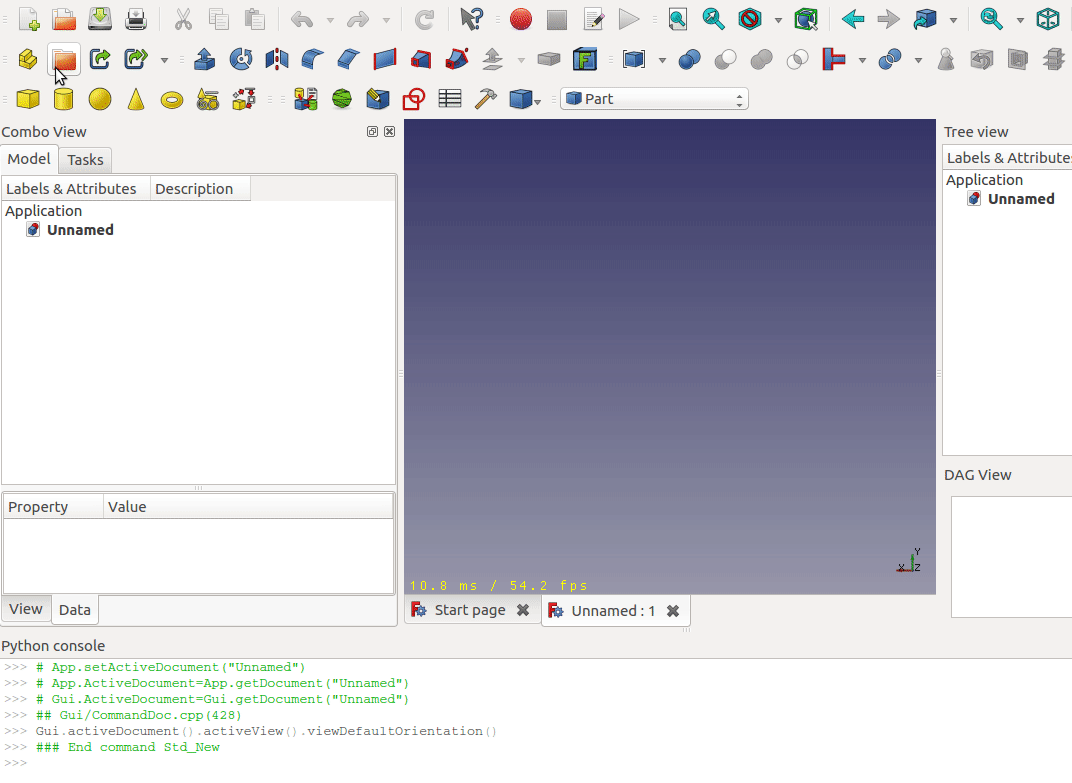 Part
Combo View
Model Tasks
Labels & Attributes Description
Application
Unnamed
Property Value
View Data
10.8 ms / 54.2 fps
Y
X Z
Start page Unnamed : 1
Tree view
Labels & Attributes
Application
Unnamed
DAG View
Python console
>>> # App.setActiveDocument("Unnamed")
>>> # App.ActiveDocument=App.getDocument("Unnamed")
>>> # Gui.ActiveDocument=Gui.getDocument("Unnamed")
>>> ## Gui/CommandDoc.cpp(428)
>>> Gui.activeDocument().activeView().viewDefaultOrientation()
>>> ### End command Std_New
>>>